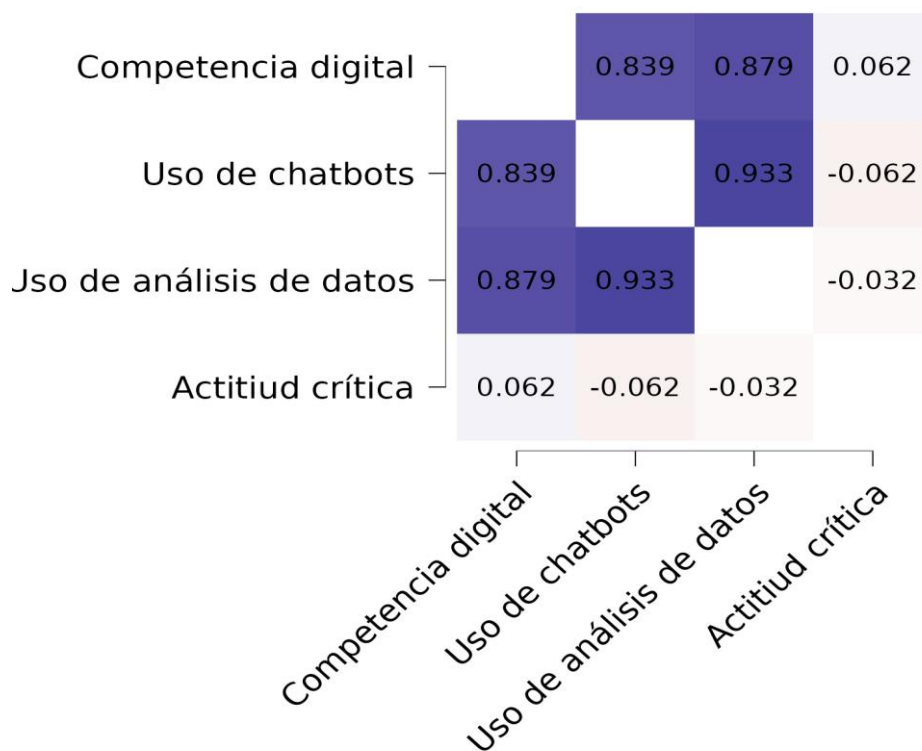 Competencia digital 0.839 0.879 0.062
Uso de chatbots 0.839 0.933 -0.062
Jso de análisis de datos 0.879 0.933 -0.032
Actitiud crítica 0.062 -0.062 -0.032
Competencia digital
Uso de chatbots
Uso de análisis de datos
Actitiud crítica